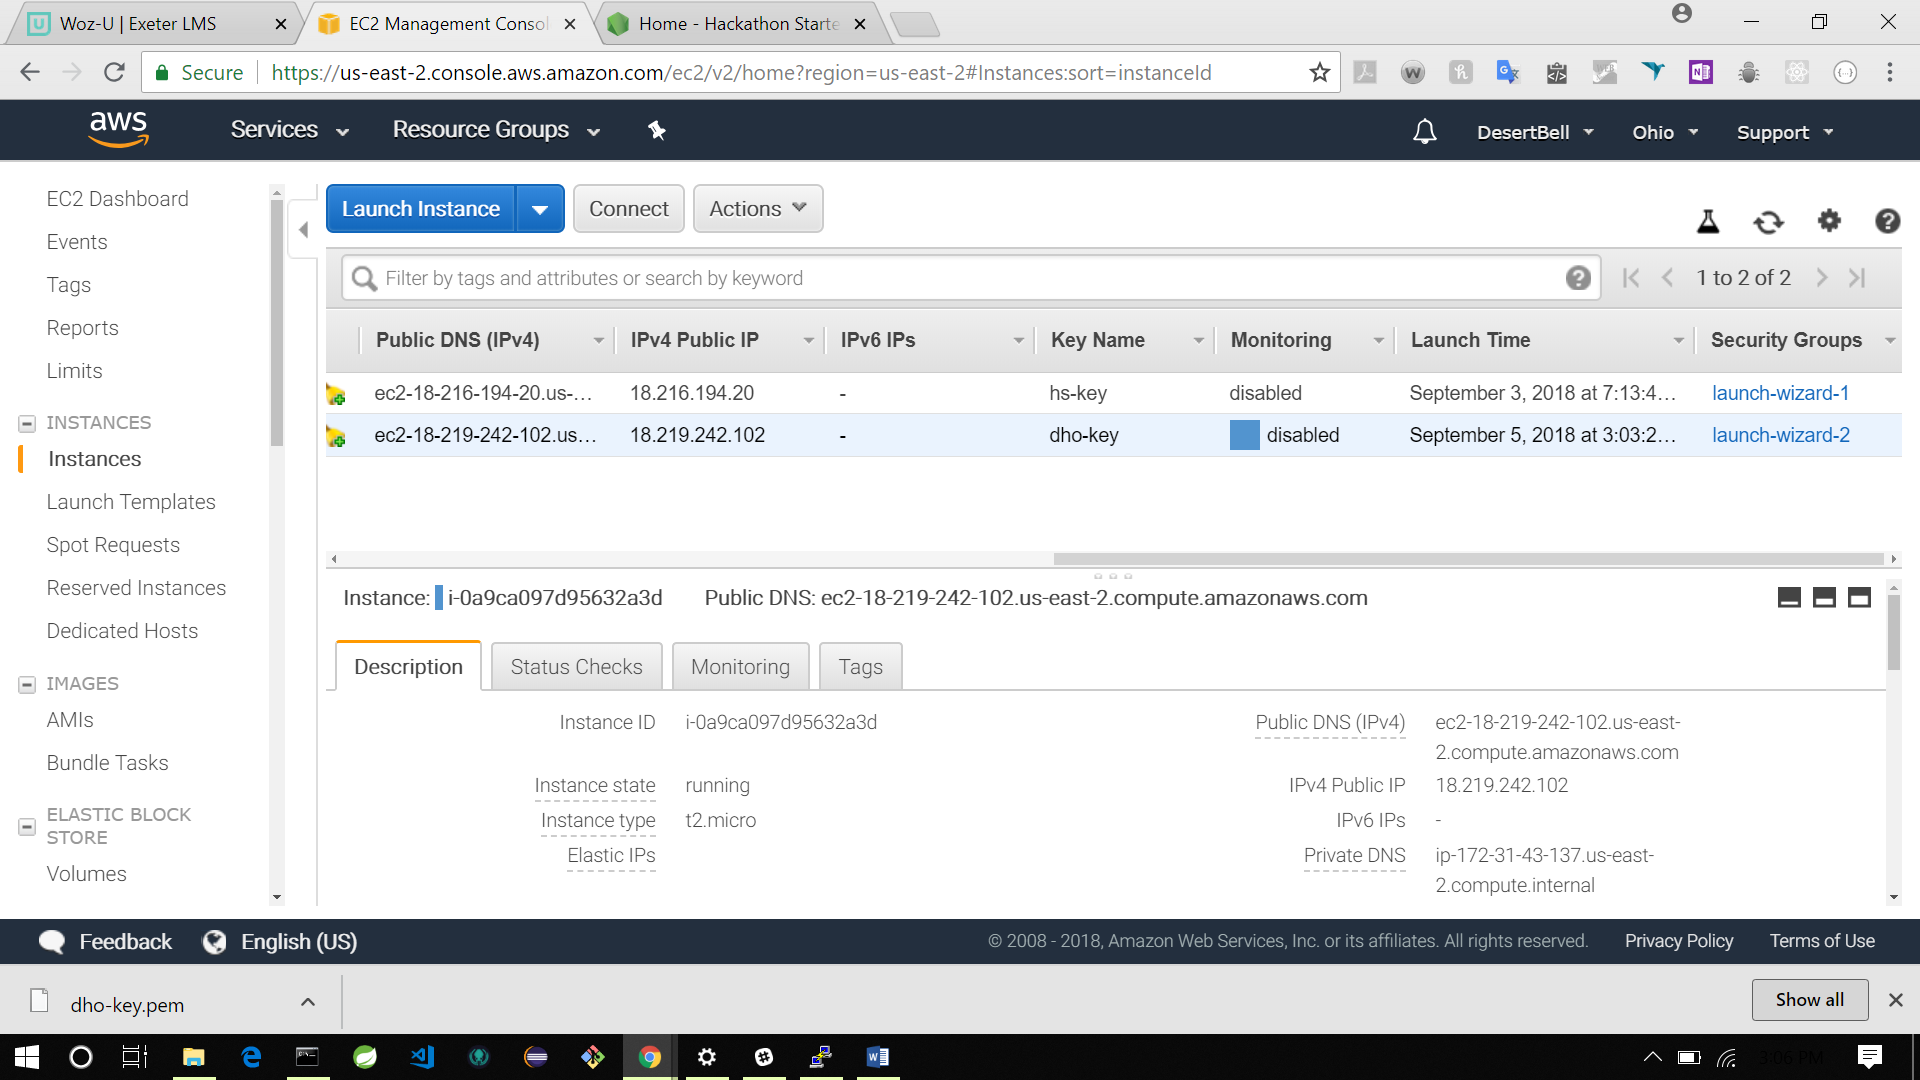 Woz-U | Exeter LMS
EC2 Management Consol
Home - Hackathon Starte
Secure
https://us-east-2.console.aws.amazon.com/ec2/v2/home?region=us-east-2#Instances:sort=instanceId
aws
Services
Resource Groups
DesertBell
Ohio
Support
EC2 Dashboard
Events
Tags
Reports
Limits
INSTANCES
Instances
Launch Templates
Spot Requests
Reserved Instances
Dedicated Hosts
IMAGES
AMIs
Bundle Tasks
ELASTIC BLOCK
STORE
Volumes
Launch Instance
Connect
Actions
Filter by tags and attributes or search by keyword
1 to 2 of 2
Public DNS (IPv4) IPv4 Public IP IPv6 IPs Key Name Monitoring Launch Time Security Groups
ec2-18-216-194-20.us-... 18.216.194.20 - hs-key disabled September 3, 2018 at 7:13:4... launch-wizard-1
ec2-18-219-242-102.us... 18.219.242.102 - dho-key disabled September 5, 2018 at 3:03:2... launch-wizard-2
Instance: i-0a9ca097d95632a3d Public DNS: ec2-18-219-242-102.us-east-2.compute.amazonaws.com
Description
Status Checks
Monitoring
Tags
Instance ID i-0a9ca097d95632a3d
Instance state running
Instance type t2.micro
Elastic IPs
Public DNS (IPv4) ec2-18-219-242-102.us-east-
2.compute.amazonaws.com
IPv4 Public IP 18.219.242.102
IPv6 IPs -
Private DNS ip-172-31-43-137.us-east-
2.compute.internal
Feedback
English (US)
© 2008 - 2018, Amazon Web Services, Inc. or its affiliates. All rights reserved.
Privacy Policy
Terms of Use
dho-key.pem
Show all
3:06 PM